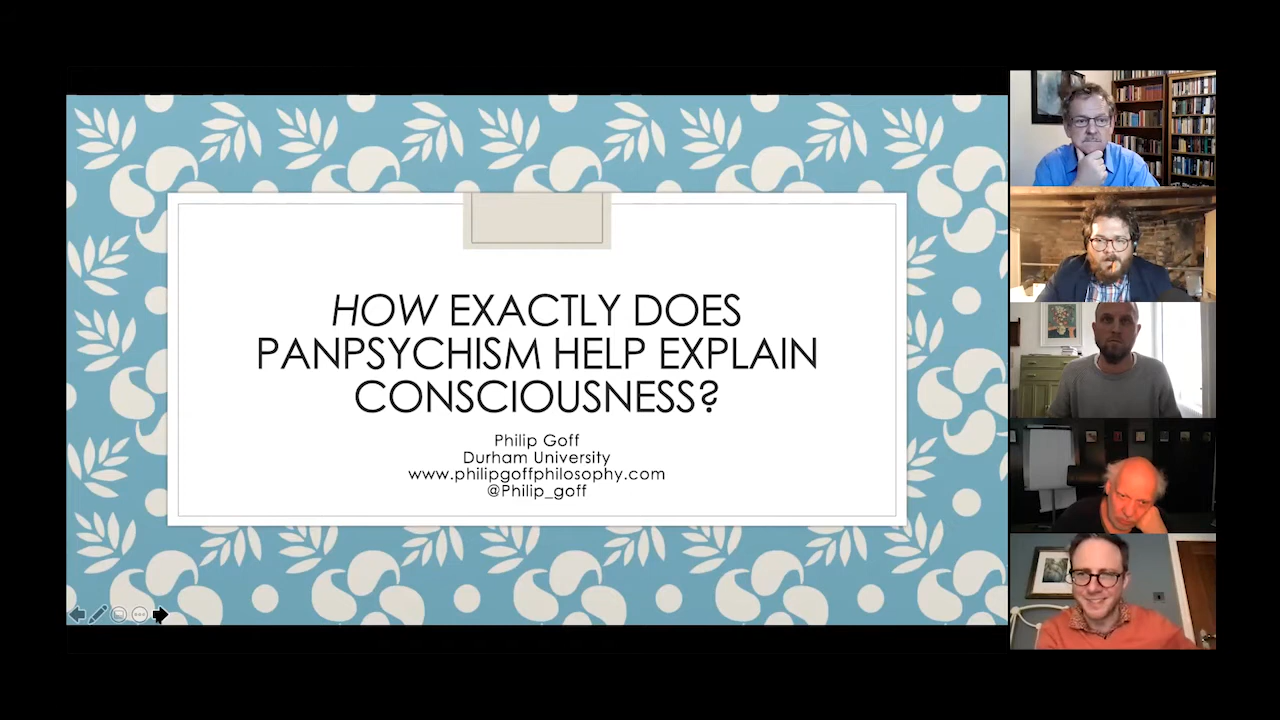 HOW EXACTLY DOES
PANPSYCHISM HELP EXPLAIN
CONSCIOUSNESS?
Philip Goff
Durham University
www.philipgoffphilosophy.com
@Philip_goff